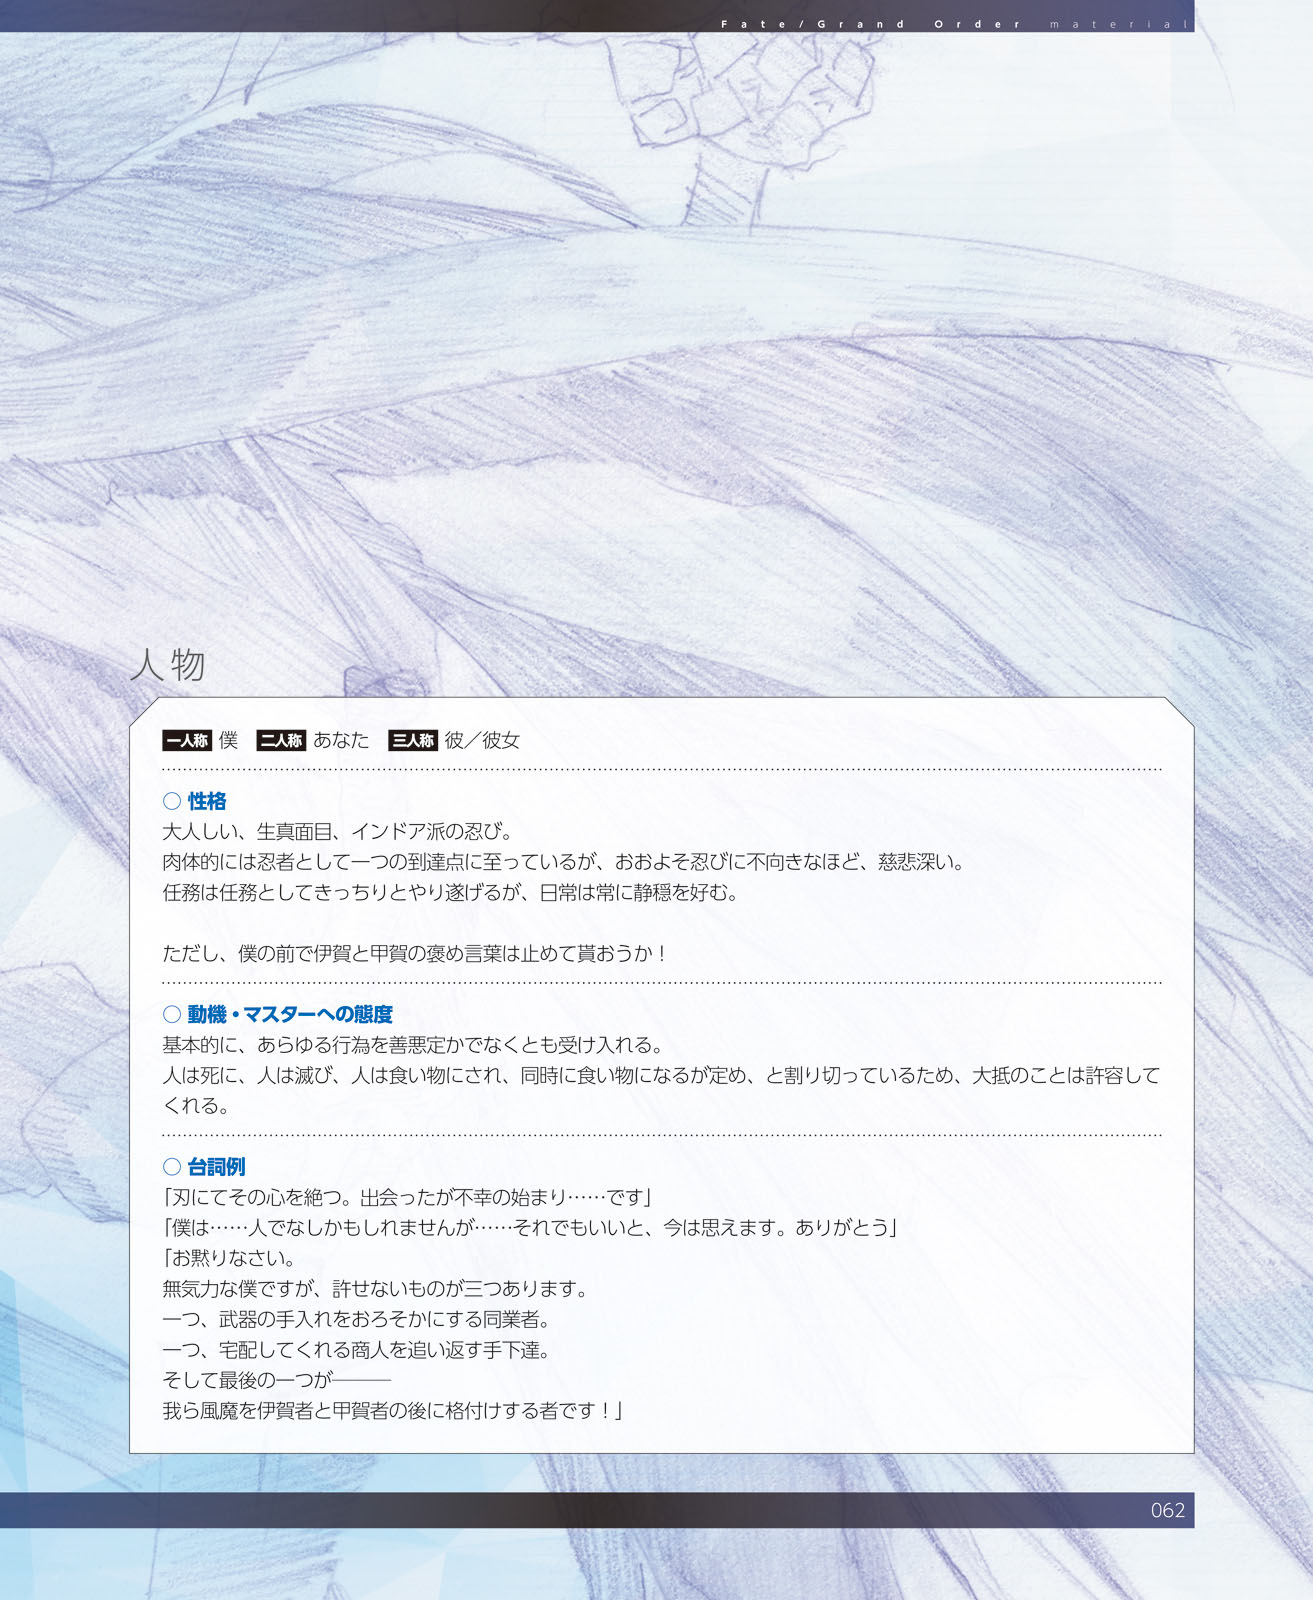 Fate/Grand Order material
人物
一人称 僕 二人称 あなた 三人称 彼／彼女
○ 性格
大人しい、生真面目、インドア派の忍び。
肉体的には忍者として一つの到達点に至っているが、おおよそ忍びに不向きなほど、慈悲深い。
任務は任務としてきっちりとやり遂げるが、日常は常に静穏を好む。
ただし、僕の前で伊賀と甲賀の褒め言葉は止めて貰おうか！
○ 動機・マスターへの態度
基本的に、あらゆる行為を善悪定かでなくとも受け入れる。
人は死に、人は滅び、人は食い物にされ、同時に食い物になるが定め、と割り切っているため、大抵のことは許容して
くれる。
○ 台詞例
「刃にてその心を絶つ。出会ったが不幸の始まり……です」
「僕は……人でなしかもしれませんが……それでもいいと、今は思えます。ありがとう」
「お黙りなさい。
無気力な僕ですが、許せないものが三つあります。
一つ、武器の手入れをおろそかにする同業者。
一つ、宅配してくれる商人を追い返す手下達。
そして最後の一つが―――
我ら風魔を伊賀者と甲賀者の後に格付けする者です！」
062